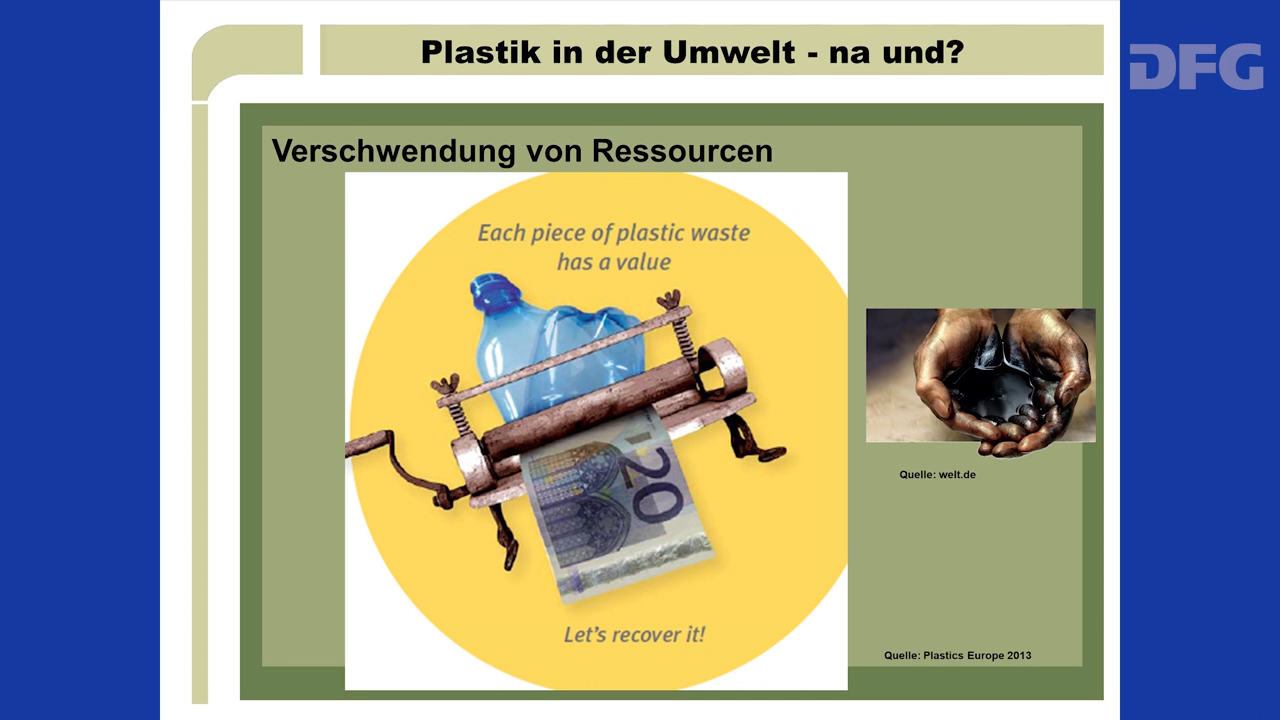 Plastik in der Umwelt - na und?
DFG
Verschwendung von Ressourcen
Each piece of plastic waste
has a value
20
Quelle: welt.de
Let's recover it!
Quelle: Plastics Europe 2013